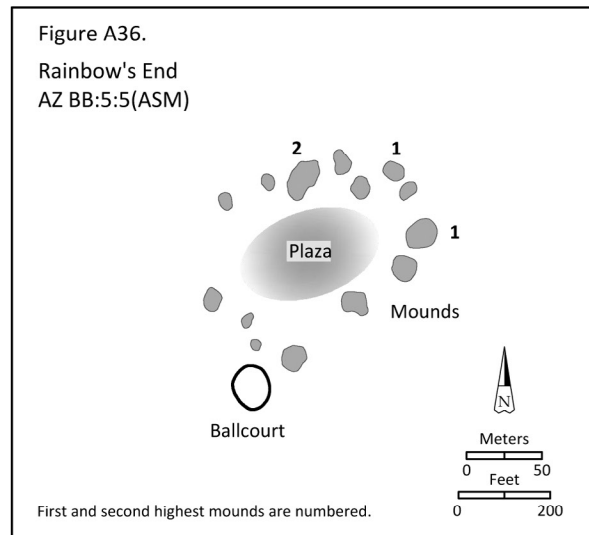 Figure A36.
Rainbow's End
AZ BB:5:5(ASM)
2
1
Plaza
1
Mounds
Ballcourt
N
Meters
0 50
Feet
0 200
First and second highest mounds are numbered.